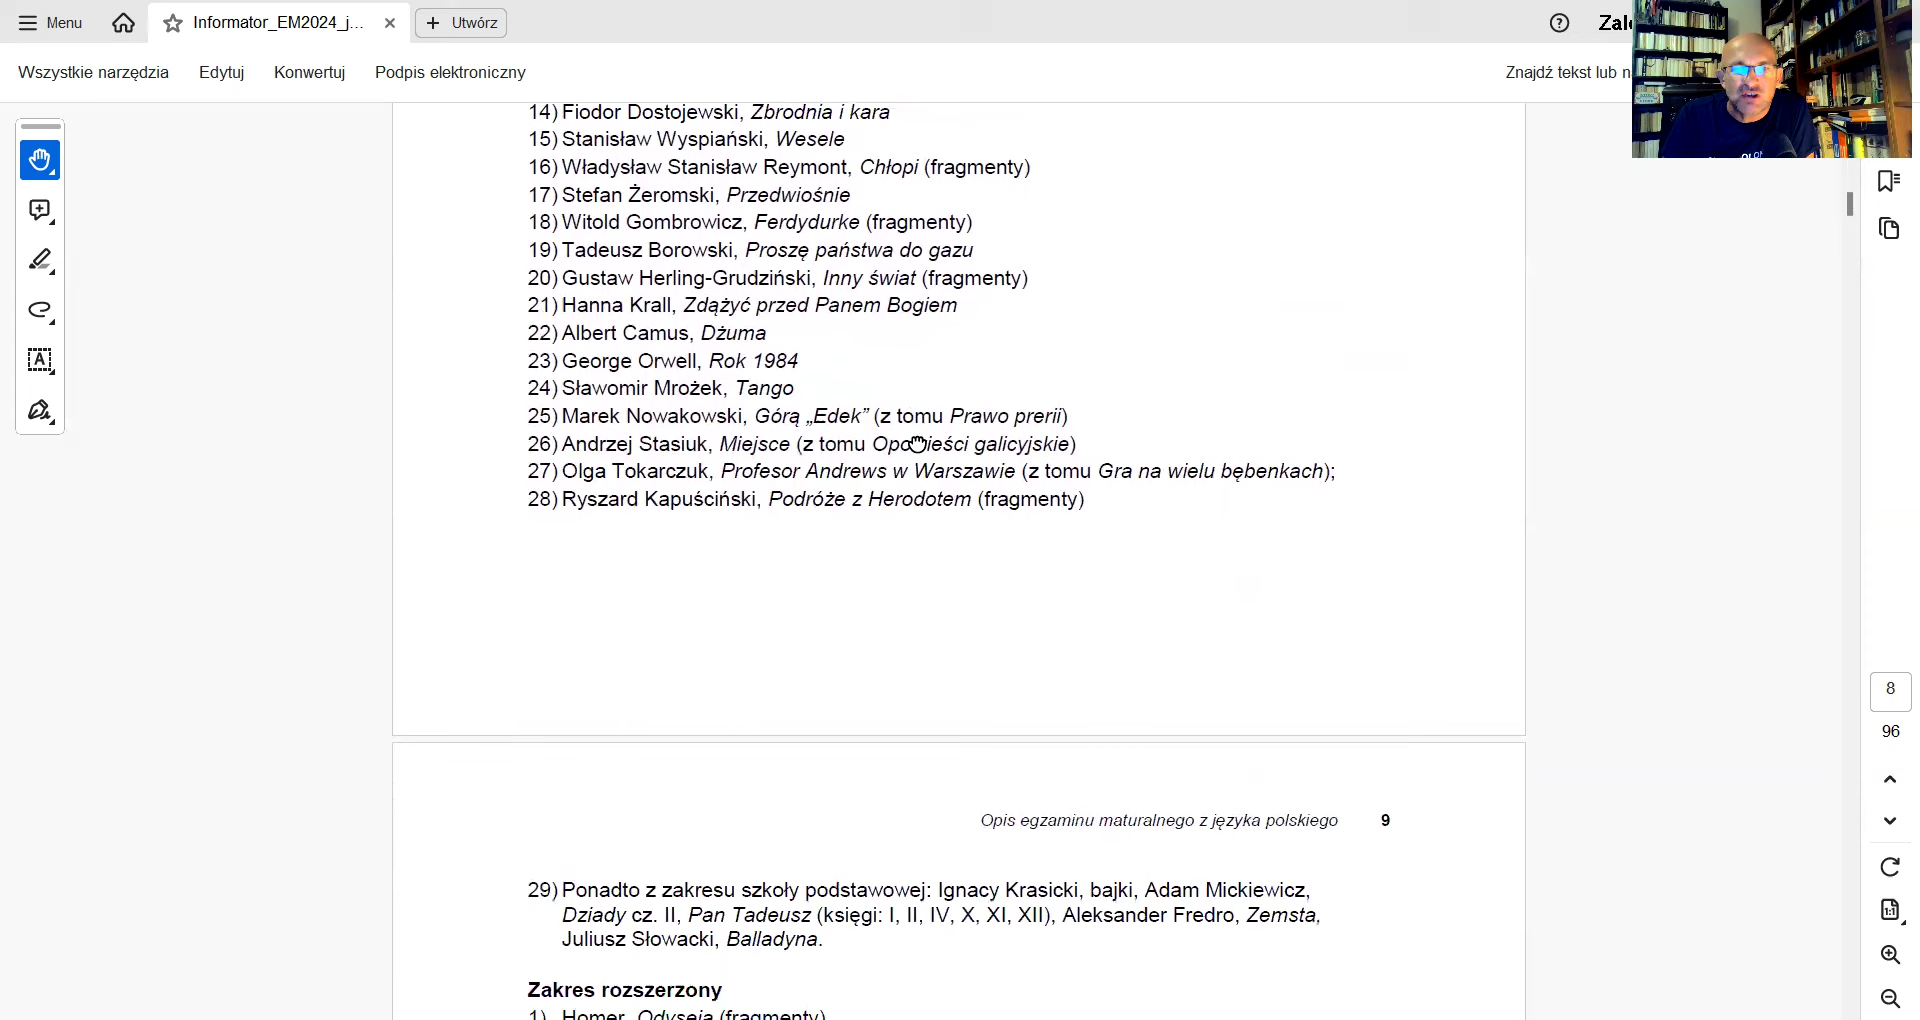 Menu
Informator_EM2024_j...
Utwórz
Wszystkie narzędzia
Edytuj
Konwertuj
Podpis elektroniczny
Znajdź tekst lub
14) Fiodor Dostojewski, Zbrodnia i kara
15) Stanisław Wyspiański, Wesele
16) Władysław Stanisław Reymont, Chłopi (fragmenty)
17) Stefan Żeromski, Przedwiośnie
18) Witold Gombrowicz, Ferdydurke (fragmenty)
19) Tadeusz Borowski, Proszę państwa do gazu
20) Gustaw Herling-Grudziński, Inny świat (fragmenty)
21) Hanna Krall, Zdążyć przed Panem Bogiem
22) Albert Camus, Dżuma
23) George Orwell, Rok 1984
24) Sławomir Mrożek, Tango
25) Marek Nowakowski, Górą „Edek” (z tomu Prawo prerii)
26) Andrzej Stasiuk, Miejsce (z tomu Opowieści galicyjskie)
27) Olga Tokarczuk, Profesor Andrews w Warszawie (z tomu Gra na wielu bębenkach);
28) Ryszard Kapuściński, Podróże z Herodotem (fragmenty)
8
96
Opis egzaminu maturalnego z języka polskiego 9
29) Ponadto z zakresu szkoły podstawowej: Ignacy Krasicki, bajki, Adam Mickiewicz,
Dziady cz. II, Pan Tadeusz (księgi: I, II, IV, X, XI, XII), Aleksander Fredro, Zemsta,
Juliusz Słowacki, Balladyna.
Zakres rozszerzony
1) Homer, Odyseja (fragmenty)